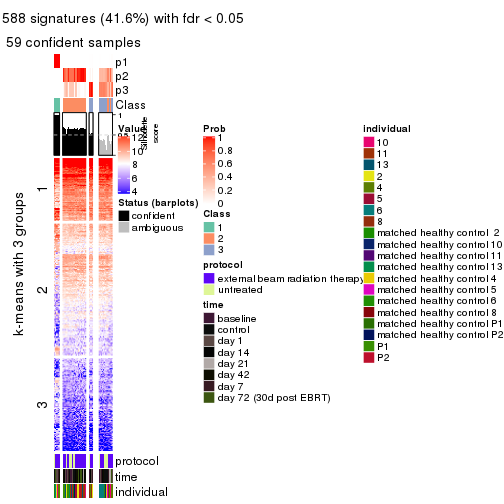 588 signatures (41.6%) with fdr < 0.05
59 confident samples
p1
p2
p3
Class
1
Silhouette
score
k-means with 3 groups
1
2
3
protocol
time
individual
Value
12
10
8
6
4
Status (barplots)
confident
ambiguous
Prob
1
0.8
0.6
0.4
0.2
0
Class
1
2
3
protocol
external beam radiation therapy
untreated
time
baseline
control
day 1
day 14
day 21
day 42
day 7
day 72 (30d post EBRT)
individual
10
11
13
2
4
5
6
8
matched healthy control 2
matched healthy control 10
matched healthy control 11
matched healthy control 13
matched healthy control 4
matched healthy control 5
matched healthy control 6
matched healthy control 8
matched healthy control P1
matched healthy control P2
P1
P2